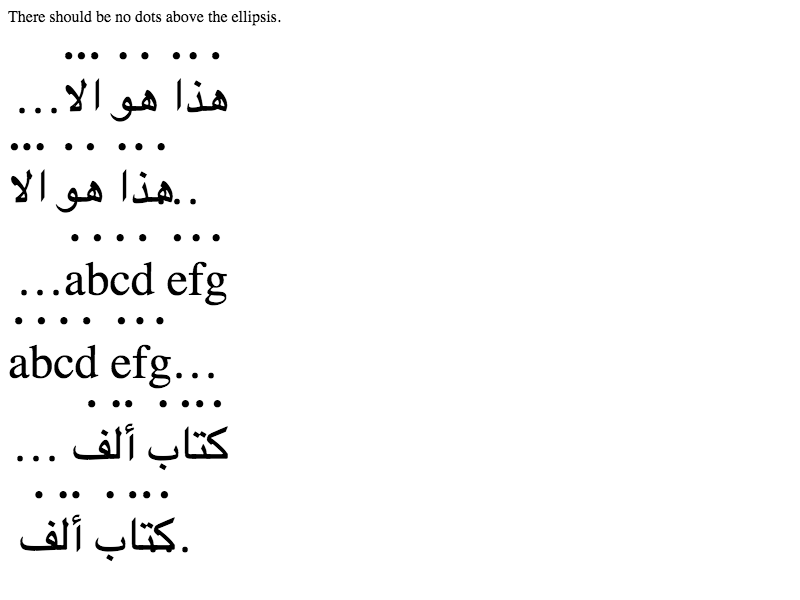 There should be no dots above the ellipsis.
هذا هو الا…
هذا هو الا…
…abcd efg
abcd efg…
كتاب ألف …
كتاب ألف…